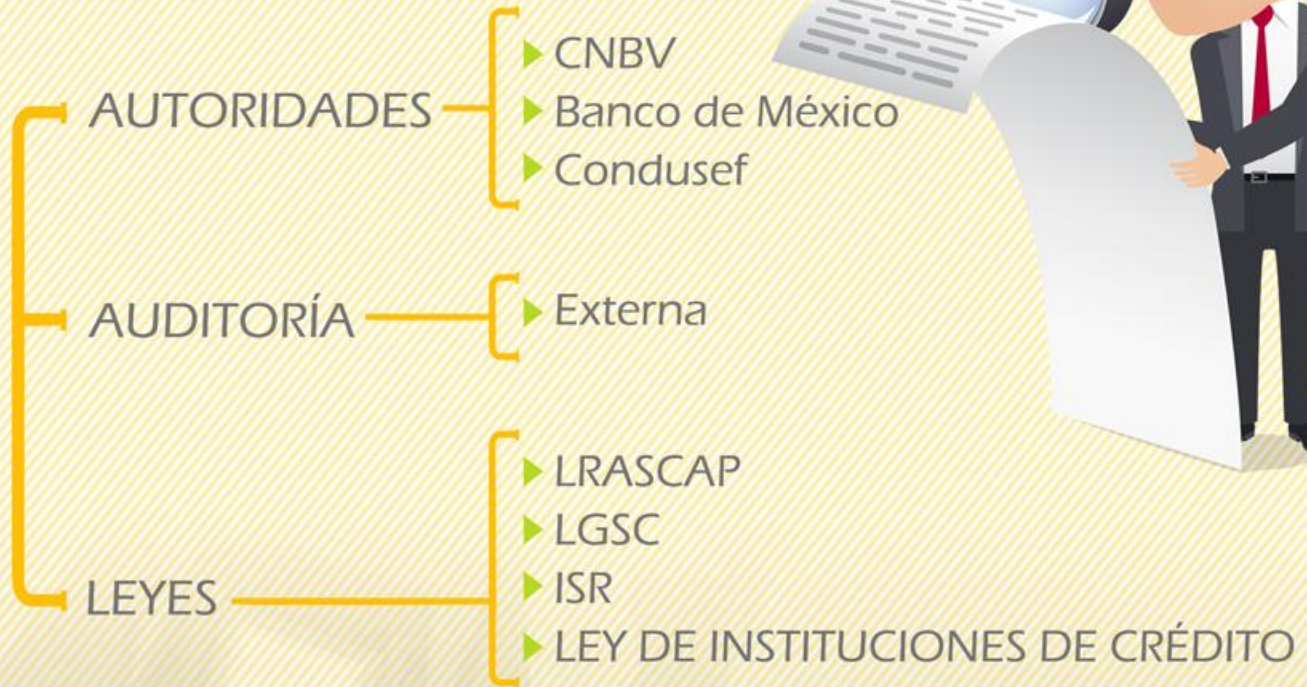 AUTORIDADES
CNBV
Banco de México
Condusef
AUDITORÍA
Externa
LEYES
LRASCAP
LGSC
ISR
LEY DE INSTITUCIONES DE CRÉDITO